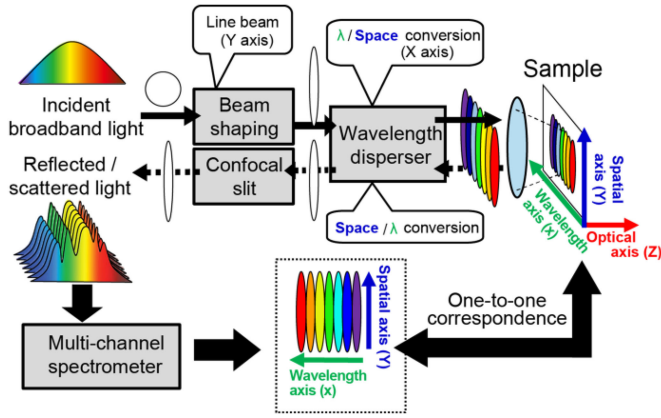 Line beam
(Y axis)
λ/Space conversion
(X axis)
Sample
Incident
broadband light
Beam
shaping
Wavelength
disperser
Reflected /
scattered light
Confocal
slit
Spatial
axis (Y)
Wavelength
axis (x)
Optical
axis (Z)
Space/λ conversion
Multi-channel
spectrometer
Spatial axis (Y)
Wavelength
axis (x)
One-to-one
correspondence